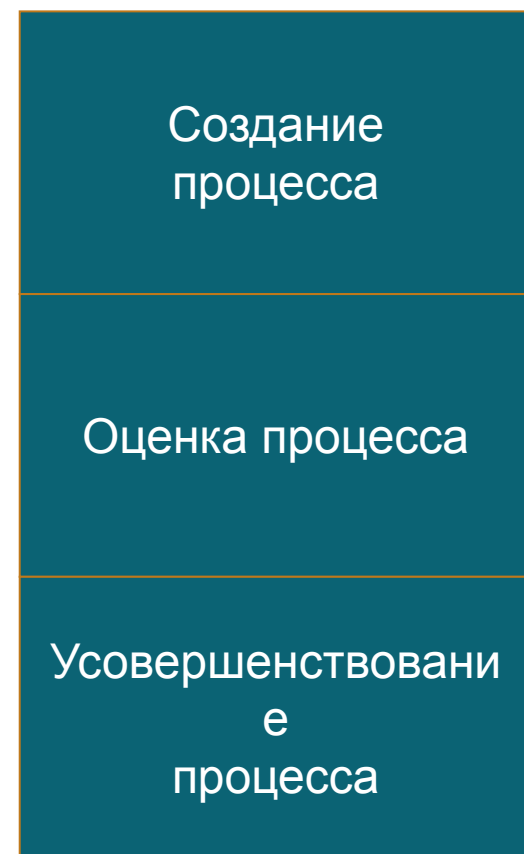 Создание
процесса
Оценка процесса
Усовершенствовани
е
процесса